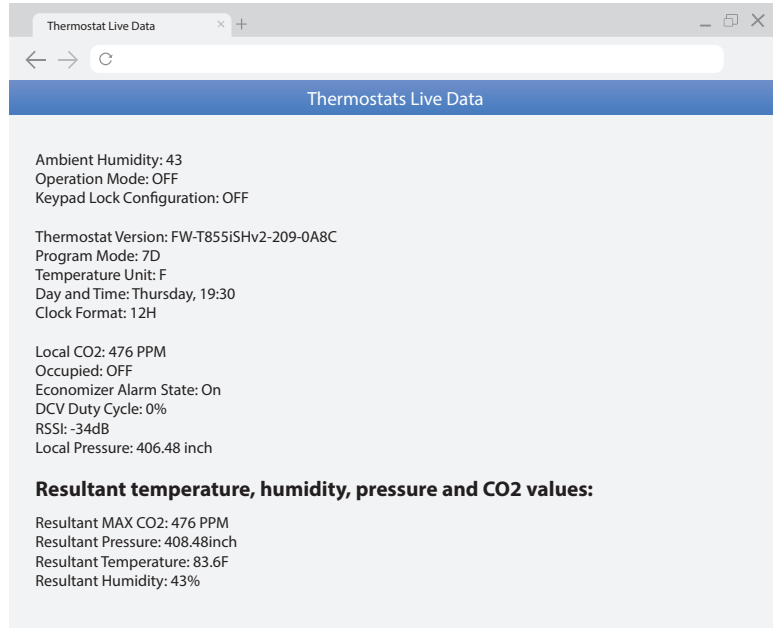 Thermostat Live Data
Thermostats Live Data
Ambient Humidity: 43
Operation Mode: OFF
Keypad Lock Configuration: OFF
Thermostat Version: FW-T855iSHv2-209-0A8C
Program Mode: 7D
Temperature Unit: F
Day and Time: Thursday, 19:30
Clock Format: 12H
Local CO2: 476 PPM
Occupied: OFF
Economizer Alarm State: On
DCV Duty Cycle: 0%
RSSI: -34dB
Local Pressure: 406.48 inch
Resultant temperature, humidity, pressure and CO2 values:
Resultant MAX CO2: 476 PPM
Resultant Pressure: 408.48inch
Resultant Temperature: 83.6F
Resultant Humidity: 43%